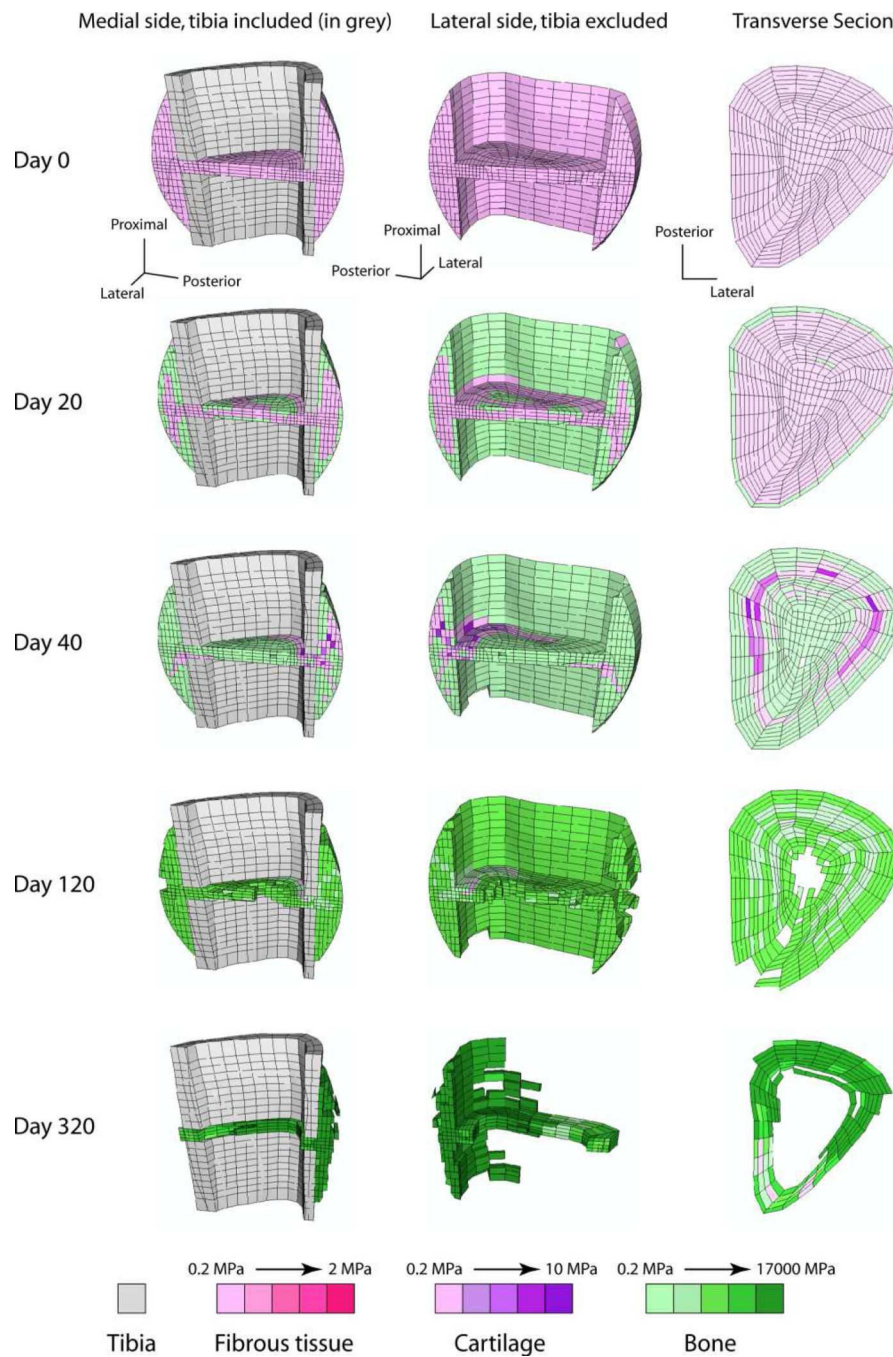 Medial side, tibia included (in grey)
Lateral side, tibia excluded
Transverse Secion
Day 0
Proximal
Posterior
Lateral
Proximal
Posterior
Lateral
Posterior
Lateral
Day 20
Day 40
Day 120
Day 320
0.2 MPa 2 MPa
0.2 MPa 10 MPa
0.2 MPa 17000 MPa
Tibia
Fibrous tissue
Cartilage
Bone